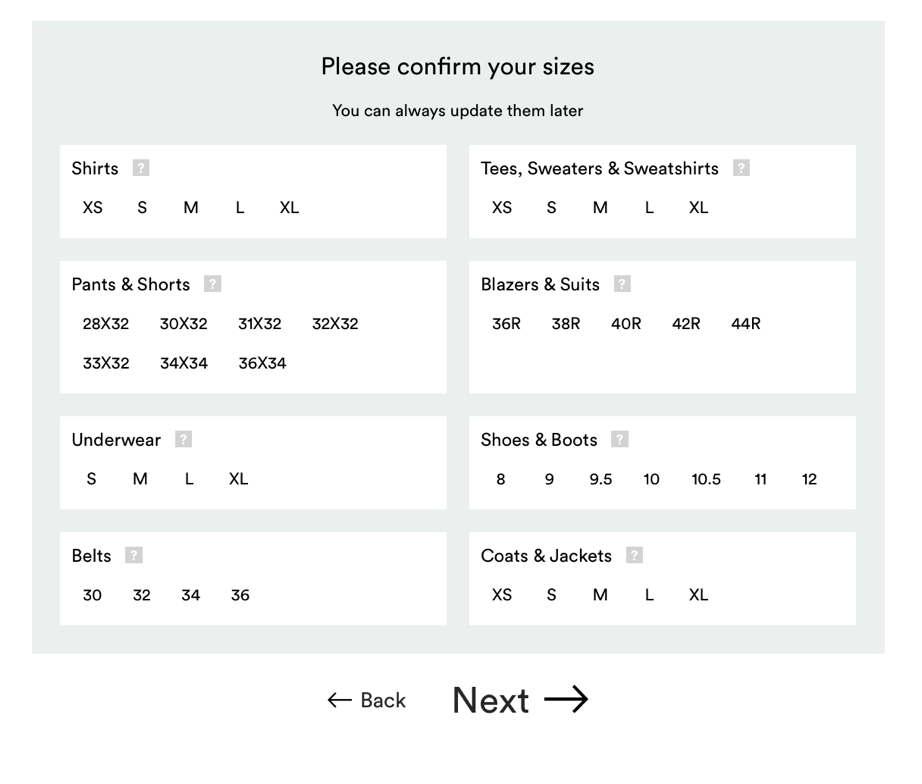 Please confirm your sizes
You can always update them later
Shirts ?
XS S M L XL
Tees, Sweaters & Sweatshirts ?
XS S M L XL
Pants & Shorts ?
28X32 30X32 31X32 32X32
33X32 34X34 36X34
Blazers & Suits ?
36R 38R 40R 42R 44R
Underwear ?
S M L XL
Shoes & Boots ?
8 9 9.5 10 10.5 11 12
Belts ?
30 32 34 36
Coats & Jackets ?
XS S M L XL
← Back Next →